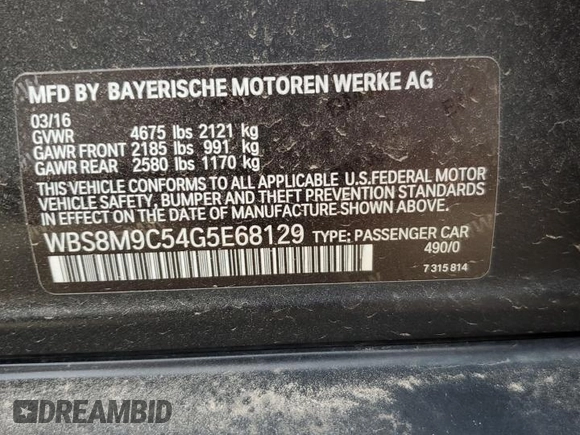 MFD BY BAYERISCHE MOTOREN WERKE AG
03/16
GVWR 4675 lbs 2121 kg
GAWR FRONT 2185 lbs 991 kg
GAWR REAR 2580 lbs 1170 kg
THIS VEHICLE CONFORMS TO ALL APPLICABLE U.S.FEDERAL MOTOR
VEHICLE SAFETY, BUMPER AND THEFT PREVENTION STANDARDS
IN EFFECT ON THE DATE OF MANUFACTURE SHOWN ABOVE.
WBS8M9C54G5E68129 TYPE: PASSENGER CAR
490/0
7 315 814
DREAMBID